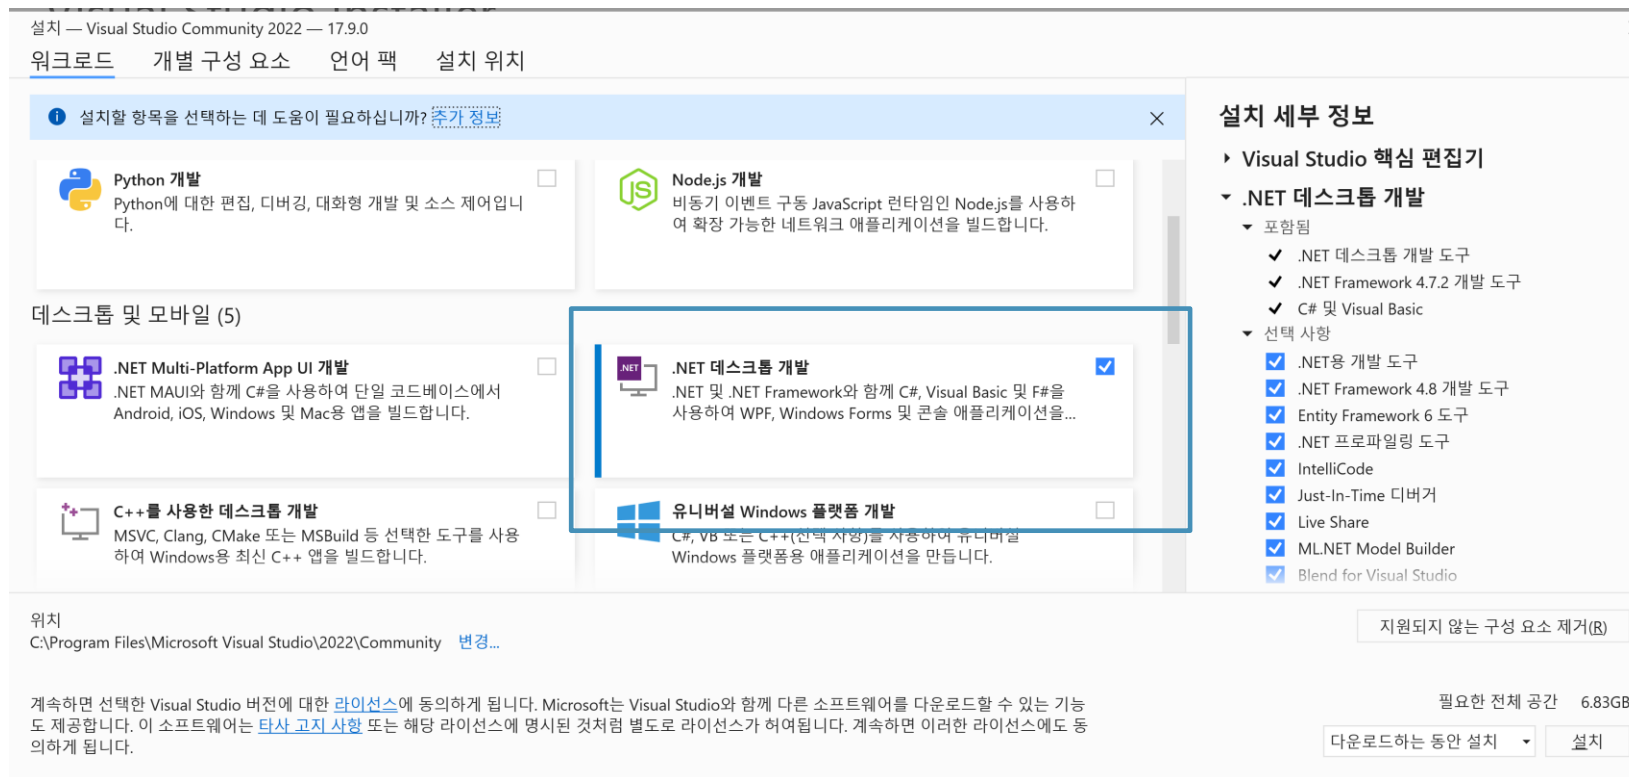 설치 — Visual Studio Community 2022 — 17.9.0
워크로드 개별 구성 요소 언어 팩 설치 위치
설치할 항목을 선택하는 데 도움이 필요하십니까? 추가 정보
Python 개발
Python에 대한 편집, 디버깅, 대화형 개발 및 소스 제어입니
다.
Node.js 개발
비동기 이벤트 구동 JavaScript 런타임인 Node.js를 사용하
여 확장 가능한 네트워크 애플리케이션을 빌드합니다.
데스크톱 및 모바일 (5)
.NET Multi-Platform App UI 개발
.NET MAUI와 함께 C#을 사용하여 단일 코드베이스에서
Android, iOS, Windows 및 Mac용 앱을 빌드합니다.
.NET
.NET 데스크톱 개발
.NET 및 .NET Framework와 함께 C#, Visual Basic 및 F#을
사용하여 WPF, Windows Forms 및 콘솔 애플리케이션을...
C++를 사용한 데스크톱 개발
MSVC, Clang, CMake 또는 MSBuild 등 선택한 도구를 사용
하여 Windows용 최신 C++ 앱을 빌드합니다.
유니버설 Windows 플랫폼 개발
C#, VB 또는 C++(선택 사항)를 사용하여 유니버설
Windows 플랫폼용 애플리케이션을 만듭니다.
설치 세부 정보
Visual Studio 핵심 편집기
.NET 데스크톱 개발
포함됨
.NET 데스크톱 개발 도구
.NET Framework 4.7.2 개발 도구
C# 및 Visual Basic
선택 사항
.NET용 개발 도구
.NET Framework 4.8 개발 도구
Entity Framework 6 도구
.NET 프로파일링 도구
IntelliCode
Just-In-Time 디버거
Live Share
ML.NET Model Builder
Blend for Visual Studio
위치
C:\Program Files\Microsoft Visual Studio\2022\Community 변경...
지원되지 않는 구성 요소 제거(R)
계속하면 선택한 Visual Studio 버전에 대한 라이선스에 동의하게 됩니다. Microsoft는 Visual Studio와 함께 다른 소프트웨어를 다운로드할 수 있는 기능
도 제공합니다. 이 소프트웨어는 타사 고지 사항 또는 해당 라이선스에 명시된 것처럼 별도로 라이선스가 허여됩니다. 계속하면 이러한 라이선스에도 동
의하게 됩니다.
필요한 전체 공간 6.83GB
다운로드하는 동안 설치 설치